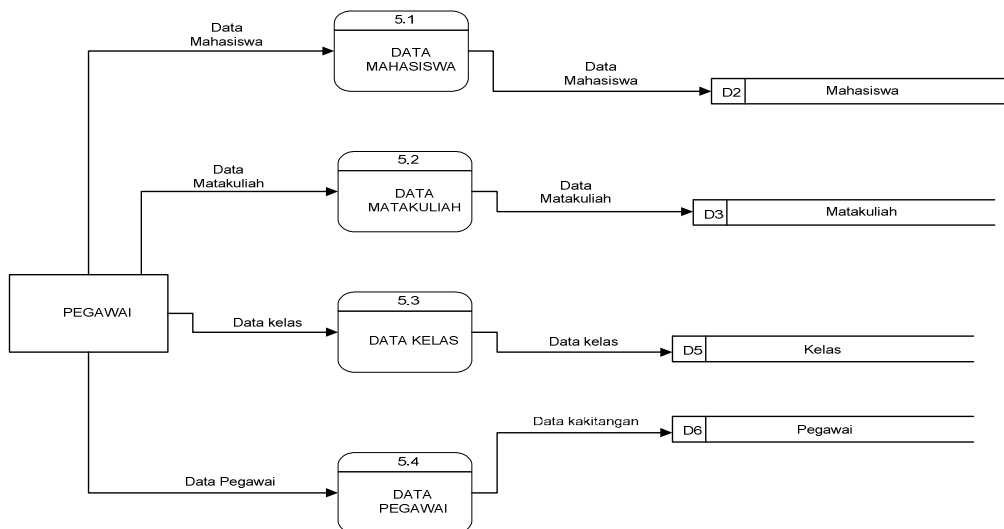 5.1
Data
Mahasiswa
DATA
MAHASISWA
Data
Mahasiswa
D2
Mahasiswa
5.2
Data
Matakuliah
DATA
MATAKULIAH
Data
Matakuliah
D3
Matakuliah
PEGAWAI
5.3
Data kelas
DATA KELAS
Data kelas
D5
Kelas
Data kakitangan
D6
Pegawai
5.4
Data Pegawai
DATA
PEGAWAI